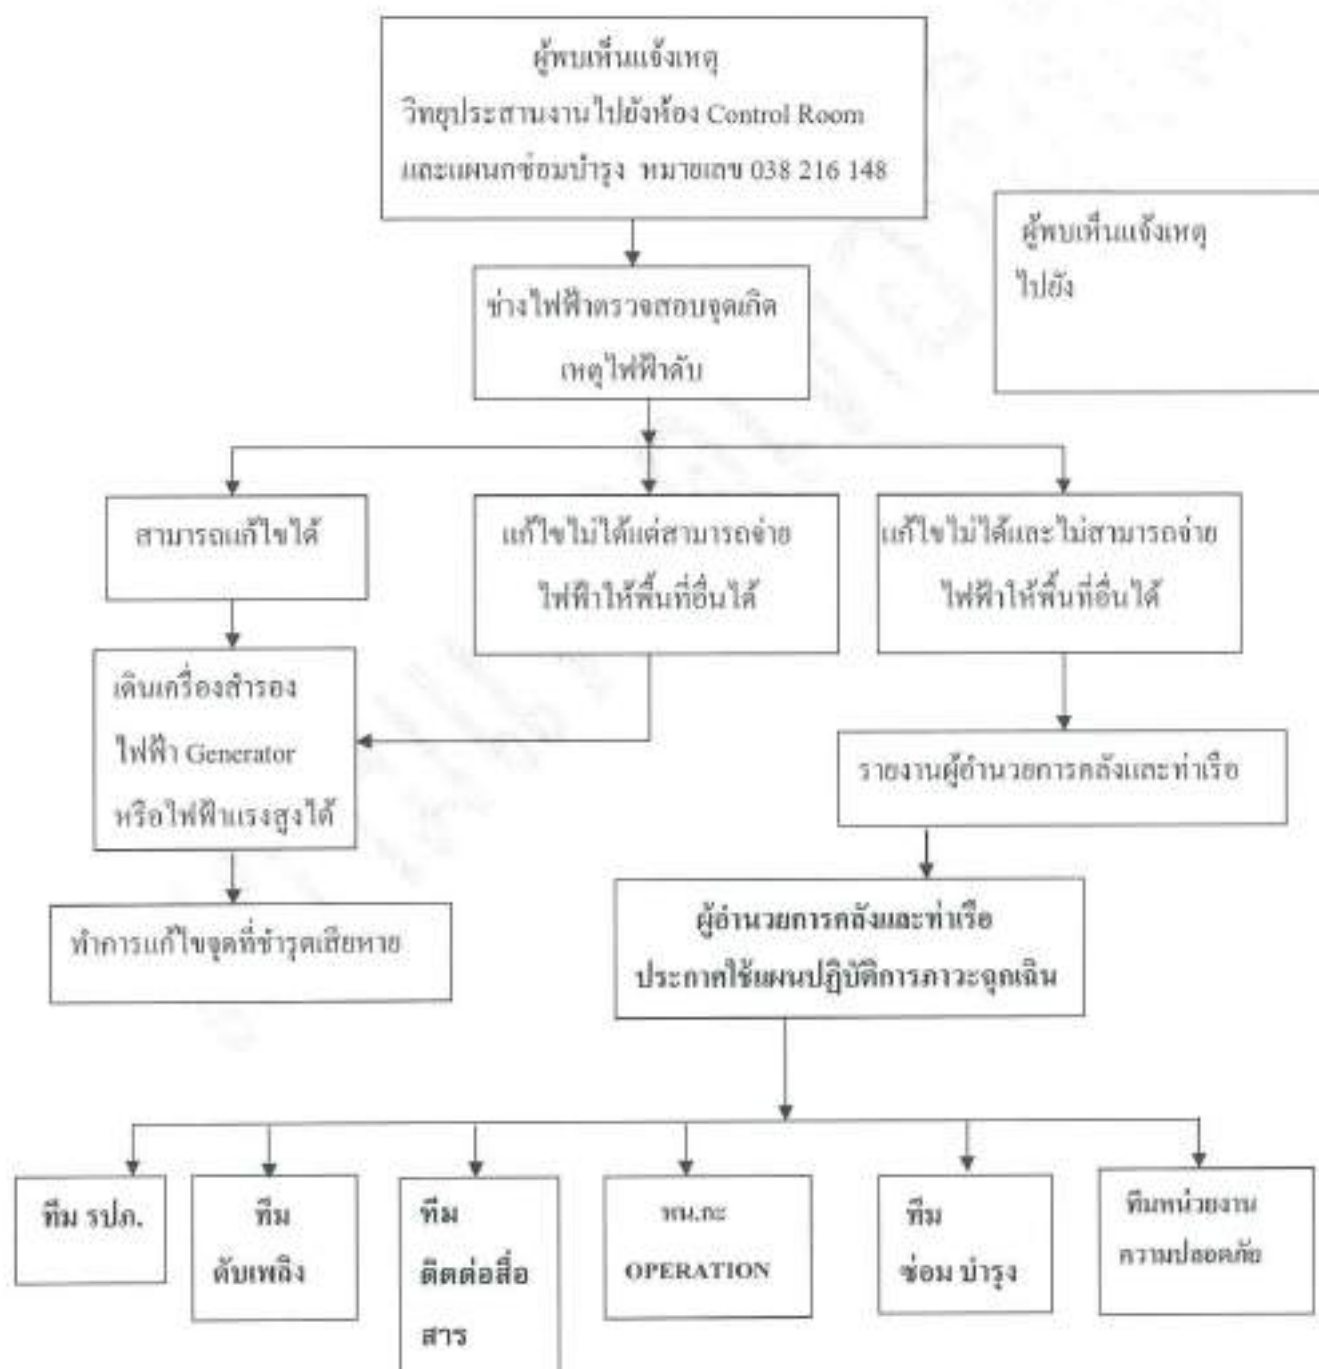 ผู้พบเห็นแจ้งเหตุ
วิทยุประสานงานไปยังห้อง Control Room
และแผนกซ่อมบำรุง หมายเลข 038 216 148
ผู้พบเห็นแจ้งเหตุ
ไปยัง
ช่างไฟฟ้าตรวจสอบจุดเกิด
เหตุไฟฟ้าดับ
สามารถแก้ไขได้
แก้ไขไม่ได้แต่สามารถจ่าย
ไฟฟ้าให้พื้นที่อื่นได้
แก้ไขไม่ได้และไม่สามารถจ่าย
ไฟฟ้าให้พื้นที่อื่นได้
เดินเครื่องสำรอง
ไฟฟ้า Generator
หรือไฟฟ้าแรงสูงได้
รายงานผู้อำนวยการคลังและท่าเรือ
ทำการแก้ไขจุดที่ชำรุดเสียหาย
ผู้อำนวยการคลังและท่าเรือ
ประกาศใช้แผนปฏิบัติการภาวะฉุกเฉิน
ทีม รปภ.
ทีม
ดับเพลิง
ทีม
ติดต่อสื่อ
สาร
หน.กะ
OPERATION
ทีม
ซ่อม บำรุง
ทีมหน่วยงาน
ความปลอดภัย